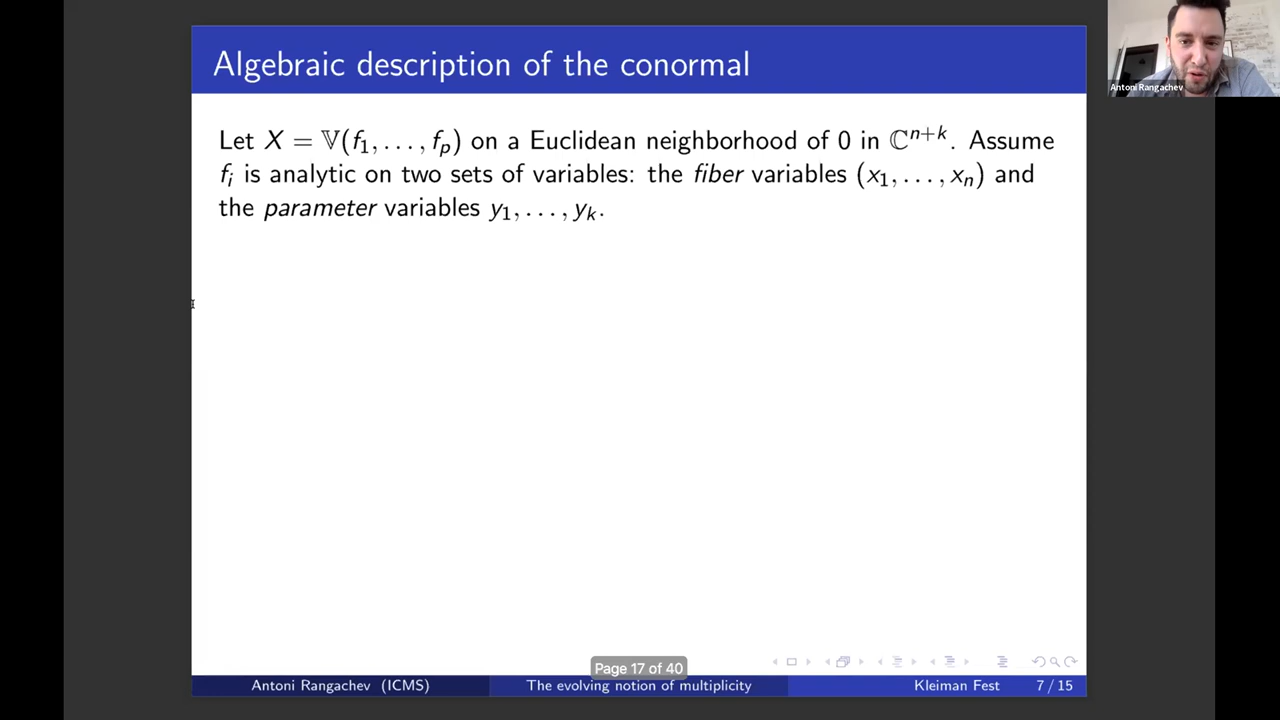 Algebraic description of the conormal
Antoni Rangachev
Let X = 𝕍(f₁, . . . , fₚ) on a Euclidean neighborhood of 0 in ℂⁿ⁺ᵏ. Assume
fᵢ is analytic on two sets of variables: the fiber variables (x₁, . . . , xₙ) and
the parameter variables y₁, . . . , yₖ.
Page 17 of 40
Antoni Rangachev (ICMS) The evolving notion of multiplicity Kleiman Fest 7 / 15